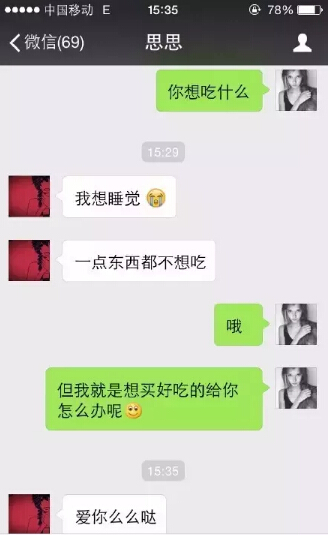 中国移动 E 15:35 78%
微信(69) 思思
你想吃什么
15:29
我想睡觉
一点东西都不想吃
哦
但我就是想买好吃的给你
怎么办呢
15:35
爱你么么哒